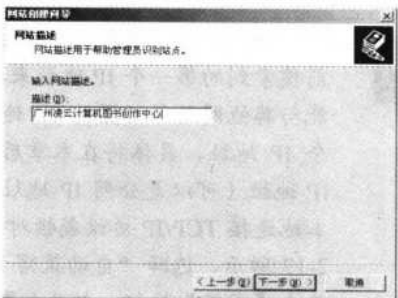 网站创建向导
网站描述
网站描述用于帮助管理员识别站点。
输入网站描述。
描述(D):
广州凌云计算机图书创作中心
<上一步(B) 下一步(N)> 取消